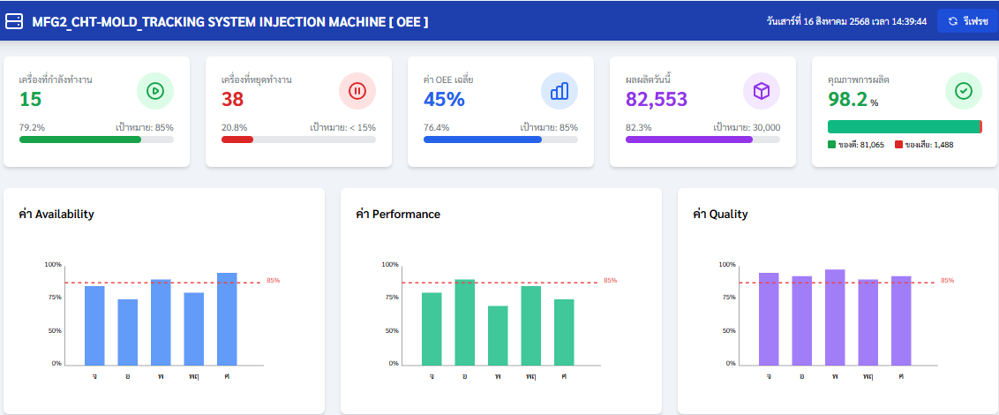 MFG2_CHT-MOLD_TRACKING SYSTEM INJECTION MACHINE [ OEE ]
วันเสาร์ที่ 16 สิงหาคม 2568 เวลา 14:39:44
รีเฟรช
เครื่องที่กำลังทำงาน
15
79.2% เป้าหมาย: 85%
เครื่องที่หยุดทำงาน
38
20.8% เป้าหมาย: < 15%
ค่า OEE เฉลี่ย
45%
76.4% เป้าหมาย: 85%
ผลผลิตวันนี้
82,553
82.3% เป้าหมาย: 30,000
คุณภาพการผลิต
98.2 %
ของดี: 81,065 ของเสีย: 1,488
ค่า Availability
100%
85%
75%
50%
0%
จ อ พ พฤ ศ
ค่า Performance
100%
85%
75%
50%
0%
จ อ พ พฤ ศ
ค่า Quality
100%
85%
75%
50%
0%
จ อ พ พฤ ศ